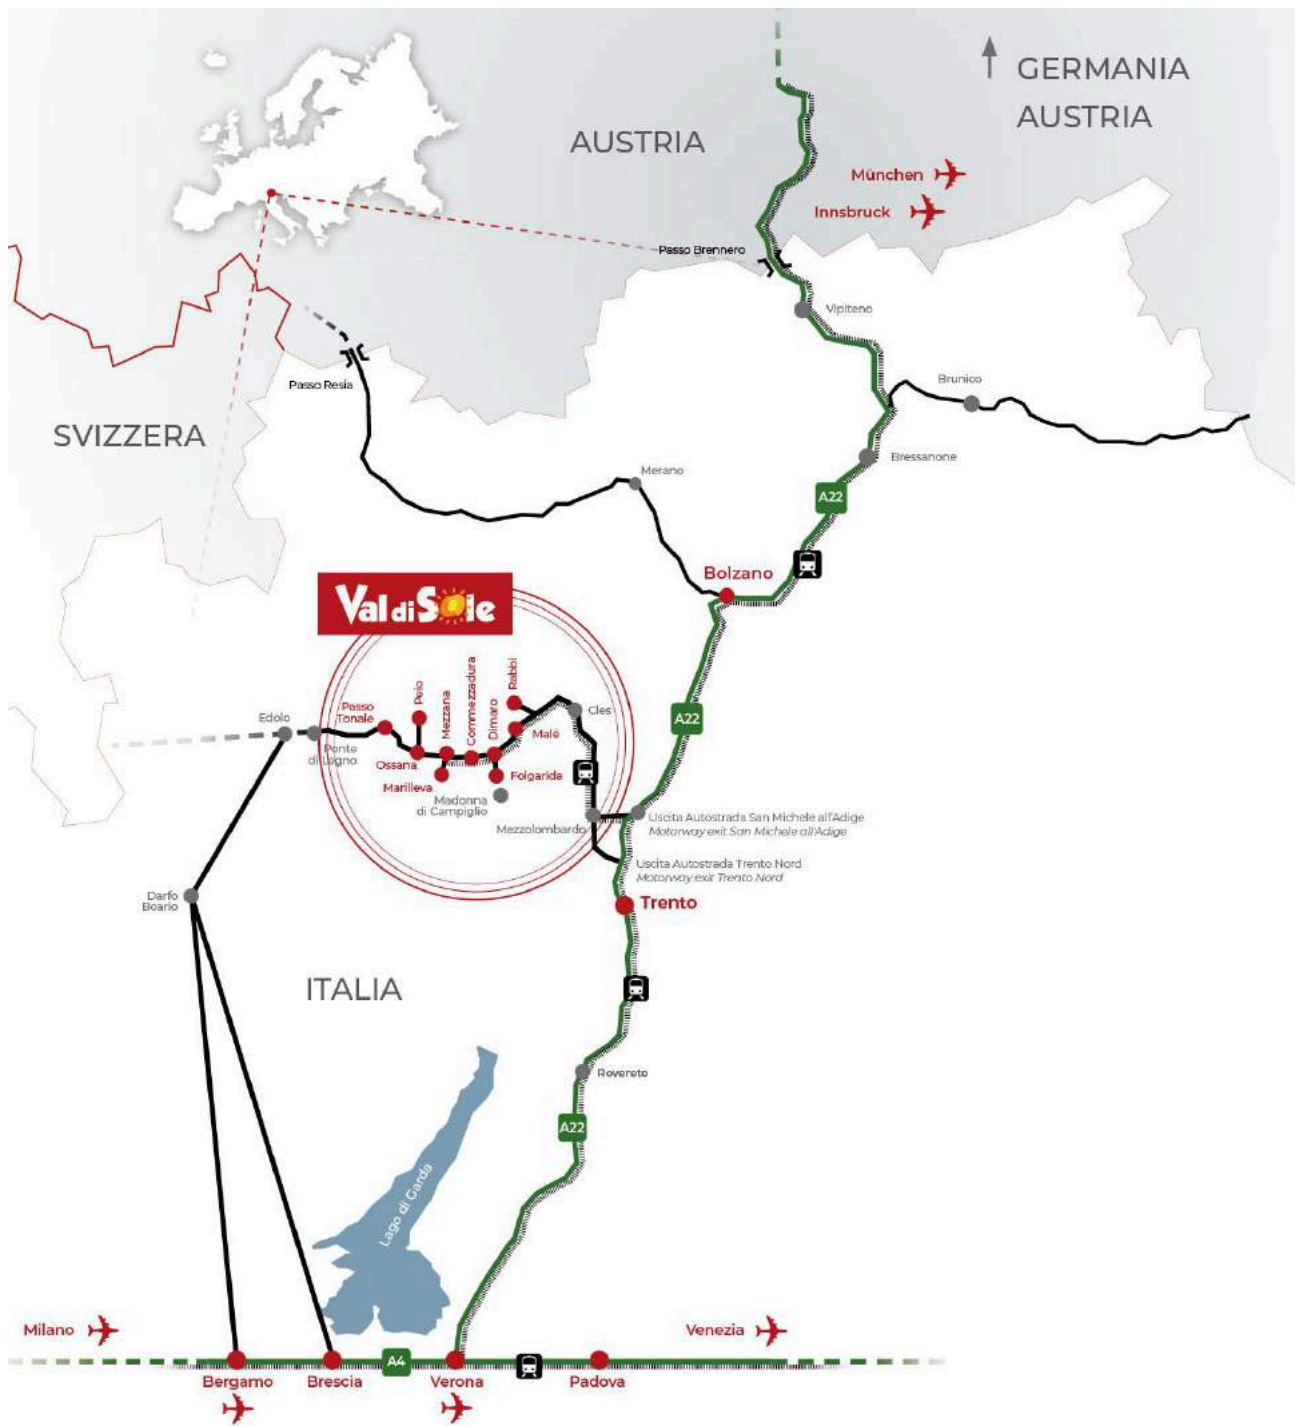 GERMANIA
AUSTRIA
AUSTRIA
München
Innsbruck
Passo Brennero
Vipiteno
Passo Resia
Brunico
SVIZZERA
Bressanone
Merano
A22
Bolzano
Val di Sole
Rabbi
Peio
Mezzana
Commezzadura
Dimaro
Passo
Tonale
Cles
Edolo
A22
Malé
Ponte
di Legno
Ossana
Marilleva
Folgarida
Madonna
di Campiglio
Mezzolombardo
Uscita Autostrada San Michele all'Adige
Motorway exit San Michele all'Adige
Uscita Autostrada Trento Nord
Motorway exit Trento Nord
Darfo
Boario
Trento
ITALIA
Rovereto
A22
Lago di Garda
Milano
Venezia
A4
Bergamo
Brescia
Verona
Padova